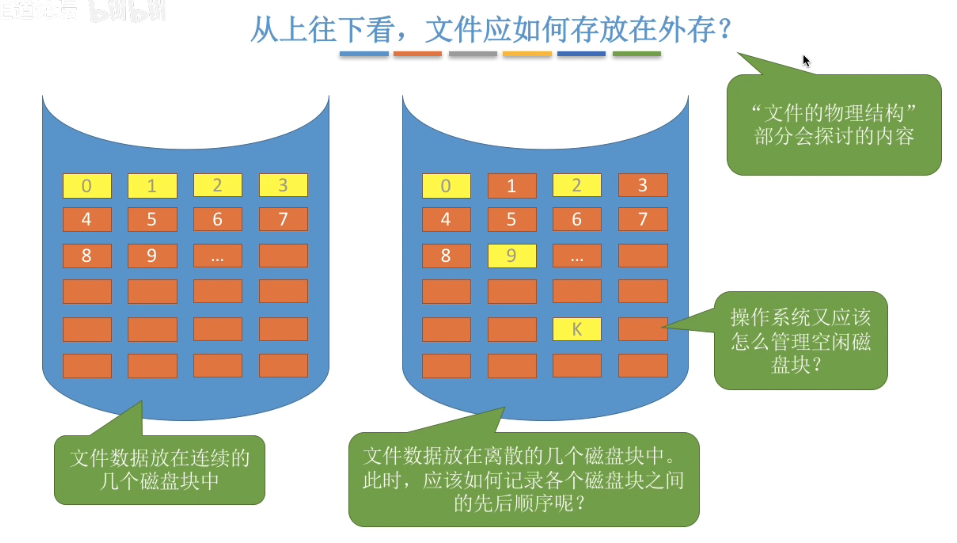 从上往下看，文件应如何存放在外存？
“文件的物理结构”
部分会探讨的内容
0 1 2 3
4 5 6 7
8 9 ...
0 1 2 3
4 5 6 7
8 9 ...
K
操作系统又应该
怎么管理空闲磁
盘块？
文件数据放在连续的
几个磁盘块中
文件数据放在离散的几个磁盘块中。
此时，应该如何记录各个磁盘块之间
的先后顺序呢？